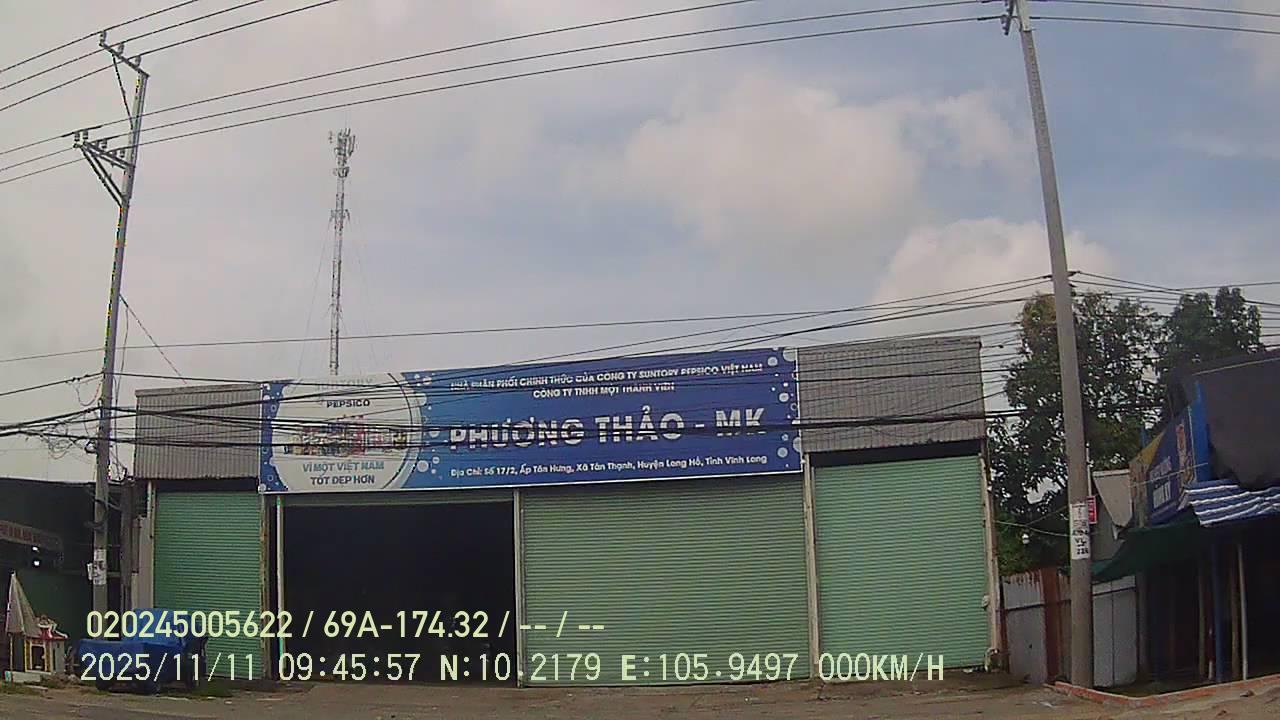 SUNTORY
PEPSICO
VÌ MỘT VIỆT NAM
TỐT ĐẸP HƠN
NHÀ PHÂN PHỐI CHÍNH THỨC CỦA CÔNG TY SUNTORY PEPSICO VIỆT NAM
CÔNG TY TNHH MỘT THÀNH VIÊN
PHƯƠNG THẢO - MK
Địa Chỉ: Số 17/2, Ấp Tân Hưng, Xã Tân Thạnh, Huyện Long Hồ, Tỉnh Vĩnh Long
020245005622 / 69A-174.32 / -- / --
2025/11/11 09:45:57 N:10.2179 E:105.9497 000KM/H